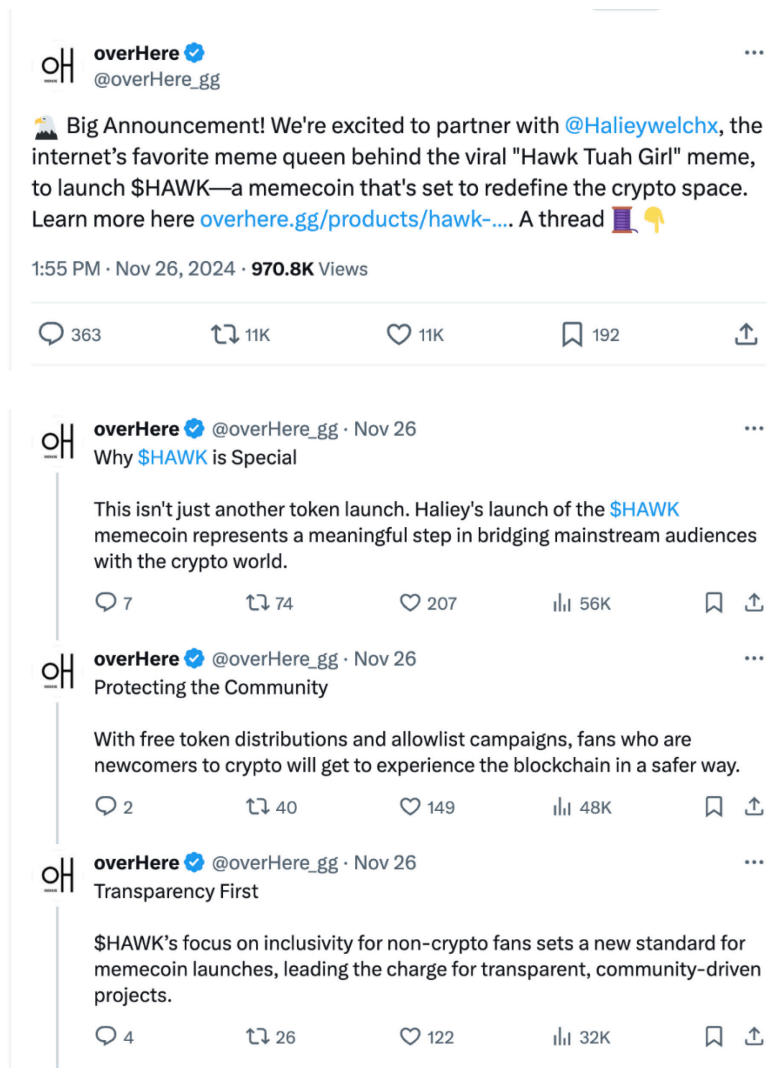 oH
overHere
@overHere_gg
🦅 Big Announcement! We're excited to partner with @Halieywelchx, the
internet’s favorite meme queen behind the viral "Hawk Tuah Girl" meme,
to launch $HAWK—a memecoin that's set to redefine the crypto space.
Learn more here overhere.gg/products/hawk-.... A thread 🧵👇
1:55 PM · Nov 26, 2024 · 970.8K Views
363 11K 11K 192
oH
overHere @overHere_gg · Nov 26
Why $HAWK is Special
This isn't just another token launch. Haliey's launch of the $HAWK
memecoin represents a meaningful step in bridging mainstream audiences
with the crypto world.
7 74 207 56K
oH
overHere @overHere_gg · Nov 26
Protecting the Community
With free token distributions and allowlist campaigns, fans who are
newcomers to crypto will get to experience the blockchain in a safer way.
2 40 149 48K
oH
overHere @overHere_gg · Nov 26
Transparency First
$HAWK’s focus on inclusivity for non-crypto fans sets a new standard for
memecoin launches, leading the charge for transparent, community-driven
projects.
4 26 122 32K